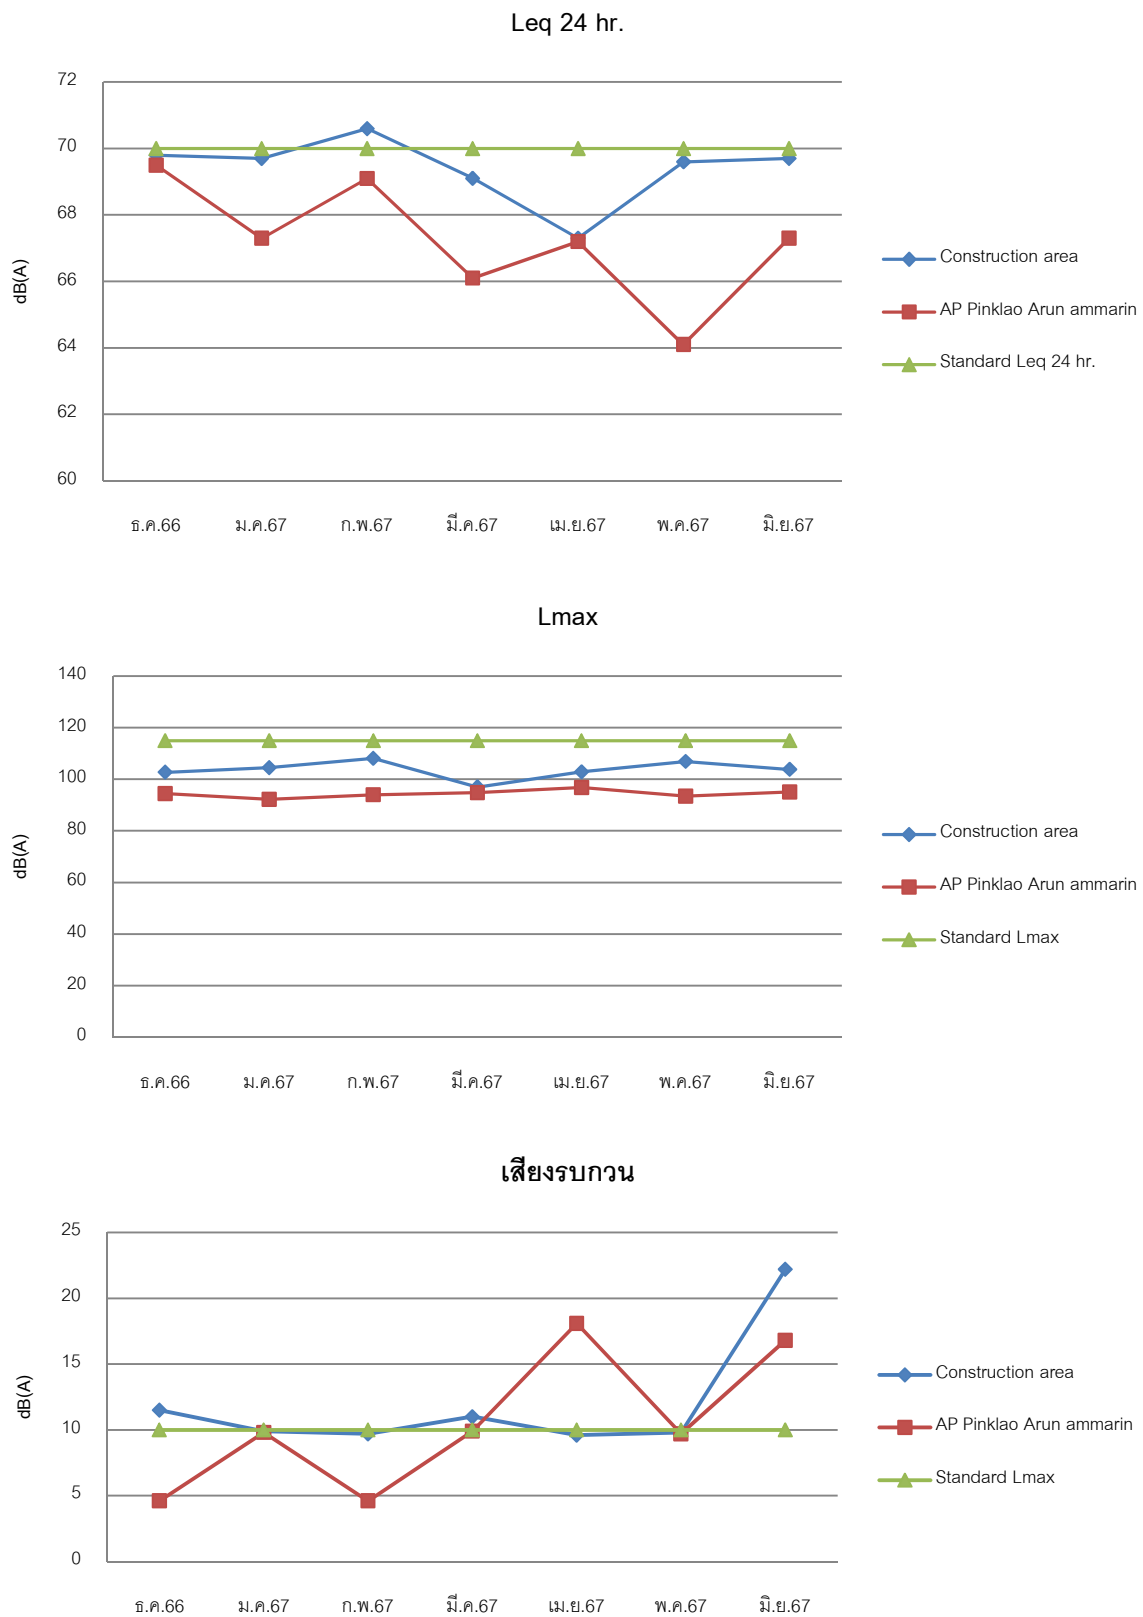 Leq 24 hr.
72
70
68
66
64
62
60
dB(A)
ธ.ค.66 ม.ค.67 ก.พ.67 มี.ค.67 เม.ย.67 พ.ค.67 มิ.ย.67
Construction area
AP Pinklao Arun ammarin
Standard Leq 24 hr.
Lmax
140
120
100
80
60
40
20
0
dB(A)
ธ.ค.66 ม.ค.67 ก.พ.67 มี.ค.67 เม.ย.67 พ.ค.67 มิ.ย.67
Construction area
AP Pinklao Arun ammarin
Standard Lmax
เสียงรบกวน
25
20
15
10
5
0
dB(A)
ธ.ค.66 ม.ค.67 ก.พ.67 มี.ค.67 เม.ย.67 พ.ค.67 มิ.ย.67
Construction area
AP Pinklao Arun ammarin
Standard Lmax